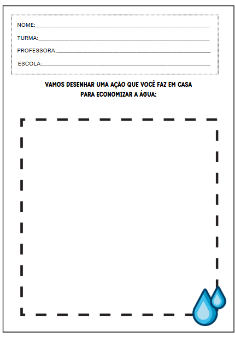 NOME:
TURMA:
PROFESSORA:
ESCOLA:
VAMOS DESENHAR UMA AÇÃO QUE VOCÊ FAZ EM CASA
PARA ECONOMIZAR A ÁGUA: